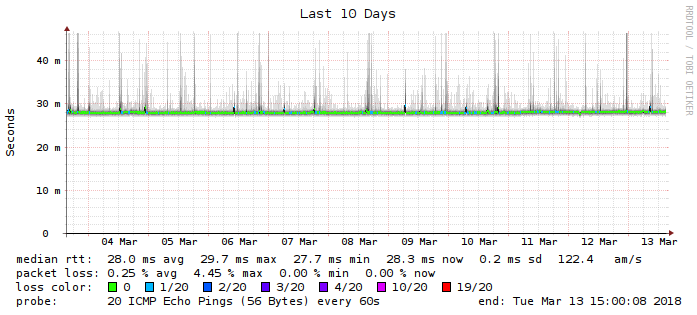 Last 10 Days
RRDTOOL / TOBI OETIKER
Seconds
40 m
30 m
20 m
10 m
0
04 Mar 05 Mar 06 Mar 07 Mar 08 Mar 09 Mar 10 Mar 11 Mar 12 Mar 13 Mar
median rtt: 28.0 ms avg 29.7 ms max 27.7 ms min 28.3 ms now 0.2 ms sd 122.4 am/s
packet loss: 0.25 % avg 4.45 % max 0.00 % min 0.00 % now
loss color: 0 1/20 2/20 3/20 4/20 10/20 19/20
probe: 20 ICMP Echo Pings (56 Bytes) every 60s end: Tue Mar 13 15:00:08 2018